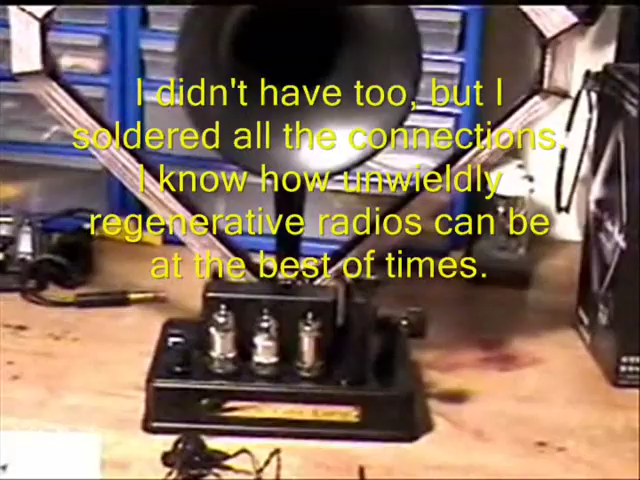 I didn't have too, but I
soldered all the connections.
I know how unwieldly
regenerative radios can be
at the best of times.